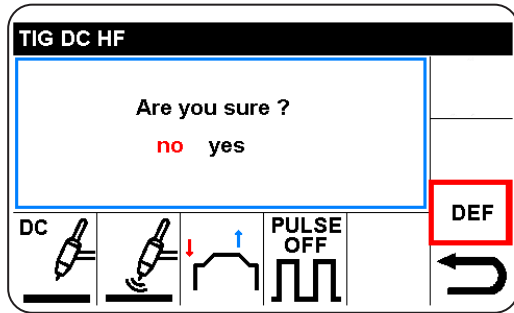 TIG DC HF
Are you sure ?
no yes
DEF
DC
PULSE
OFF